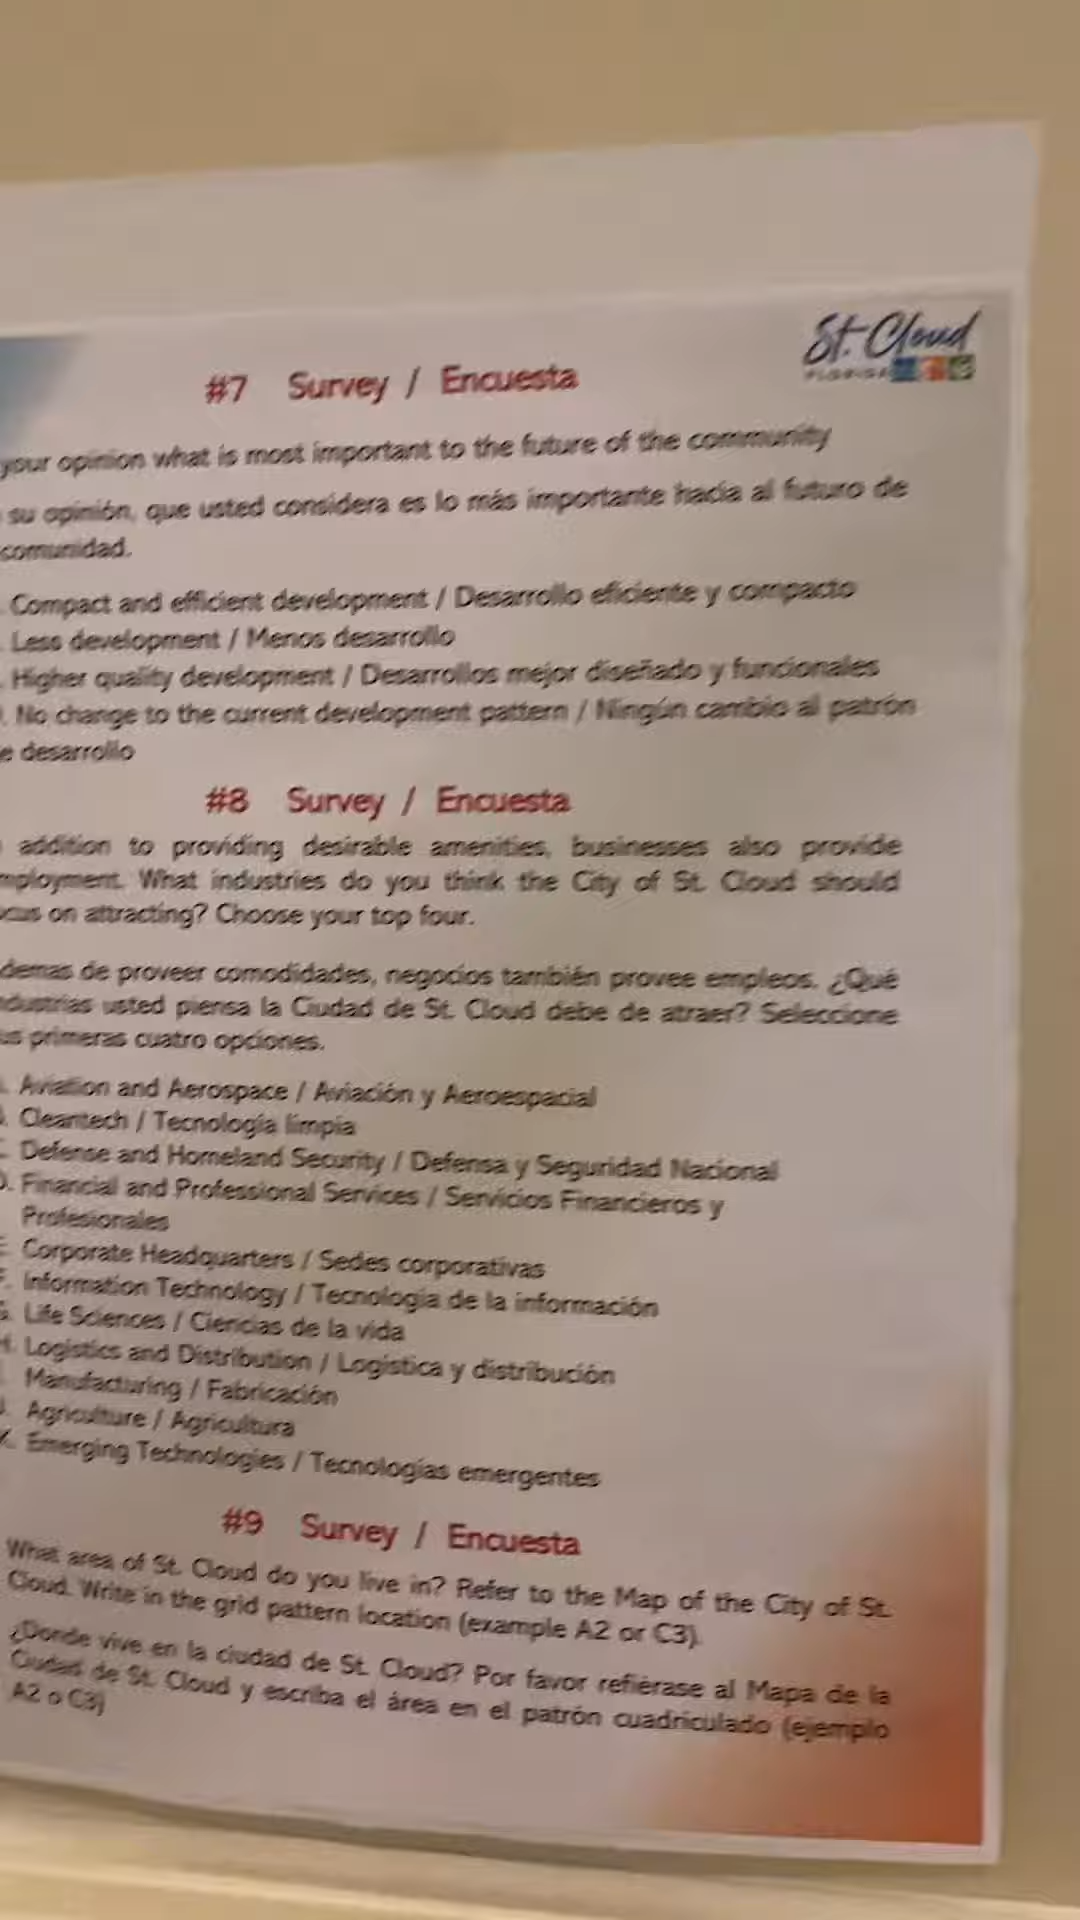 St. Cloud
FLORIDA
#7 Survey / Encuesta
your opinion what is most important to the future of the community
su opinión, que usted considera es lo más importante hacia al futuro de
comunidad.
Compact and efficient development / Desarrollo eficiente y compacto
Less development / Menos desarrollo
Higher quality development / Desarrollos mejor diseñado y funcionales
No change to the current development pattern / Ningún cambio al patrón
desarrollo
#8 Survey / Encuesta
addition to providing desirable amenities, businesses also provide
mployment. What industries do you think the City of St. Cloud should
ocus on attracting? Choose your top four.
demas de proveer comodidades, negocios también provee empleos. ¿Qué
ndustrias usted piensa la Ciudad de St. Cloud debe de atraer? Seleccione
us primeras cuatro opciones.
Aviation and Aerospace / Aviación y Aeroespacial
Cleantech / Tecnología limpia
Defense and Homeland Security / Defensa y Seguridad Nacional
D. Financial and Professional Services / Servicios Financieros y
Profesionales
E. Corporate Headquarters / Sedes corporativas
F. Information Technology / Tecnología de la información
G. Life Sciences / Ciencias de la vida
H. Logistics and Distribution / Logística y distribución
Manufacturing / Fabricación
J. Agriculture / Agricultura
K. Emerging Technologies / Tecnologías emergentes
#9 Survey / Encuesta
What area of St. Cloud do you live in? Refer to the Map of the City of St.
Cloud. Write in the grid pattern location (example A2 or C3).
¿Donde vive en la ciudad de St. Cloud? Por favor refiérase al Mapa de la
Ciudad de St. Cloud y escriba el área en el patrón cuadriculado (ejemplo
A2 o C3)